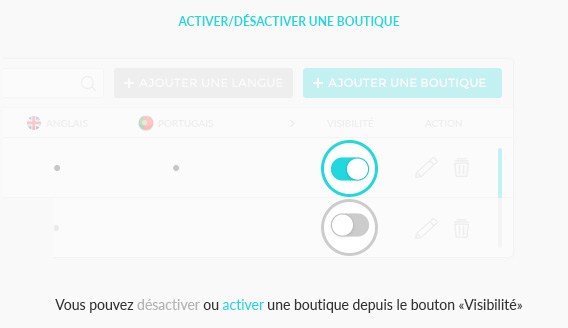 ACTIVER/DÉSACTIVER UNE BOUTIQUE
+ AJOUTER UNE LANGUE + AJOUTER UNE BOUTIQUE
ANGLAIS PORTUGAIS > VISIBILITÉ ACTION
Vous pouvez désactiver ou activer une boutique depuis le bouton «Visibilité»